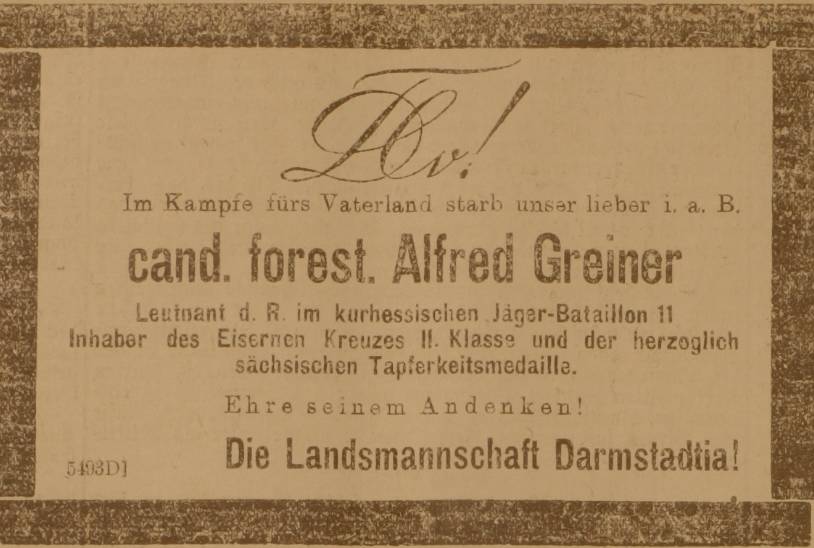 Im Kampfe fürs Vaterland starb unser lieber i. a. B.
cand. forest. Alfred Greiner
Leutnant d. R. im kurhessischen Jäger-Bataillon 11
Inhaber des Eisernen Kreuzes II. Klasse und der herzoglich
sächsischen Tapferkeitsmedaille.
Ehre seinem Andenken!
Die Landsmannschaft Darmstadtia!
5493D]